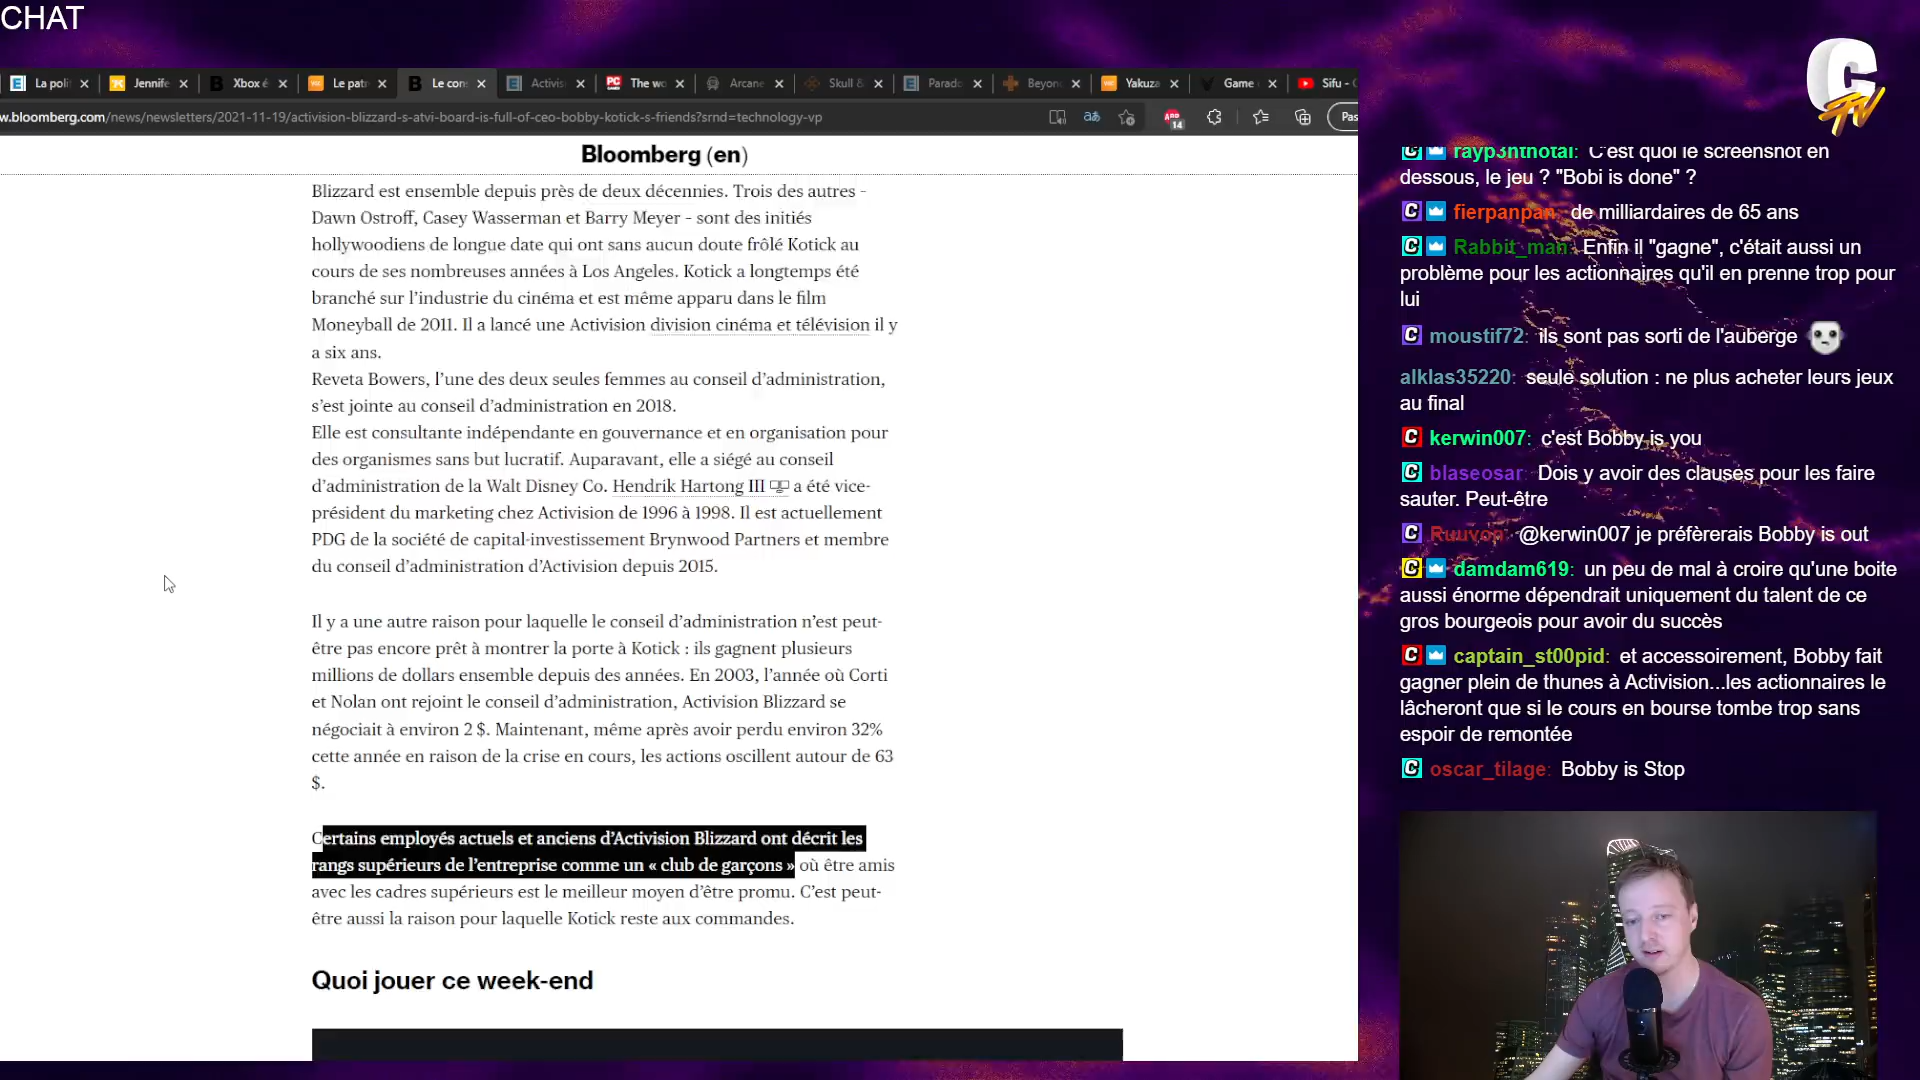 CHAT
La poli
Jennife
Xbox é
Le patr
Le cons
Activis
The wo
Arcane
Skull &
Parado
Beyon
Yakuza
Game
Sifu -
w.bloomberg.com/news/newsletters/2021-11-19/activision-blizzard-s-atvi-board-is-full-of-ceo-bobby-kotick-s-friends?srnd=technology-vp
14
Pas
Bloomberg (en)
Blizzard est ensemble depuis près de deux décennies. Trois des autres -
Dawn Ostroff, Casey Wasserman et Barry Meyer - sont des initiés
hollywoodiens de longue date qui ont sans aucun doute frôlé Kotick au
cours de ses nombreuses années à Los Angeles. Kotick a longtemps été
branché sur l'industrie du cinéma et est même apparu dans le film
Moneyball de 2011. Il a lancé une Activision division cinéma et télévision il y
a six ans.
Reveta Bowers, l'une des deux seules femmes au conseil d'administration,
s'est jointe au conseil d'administration en 2018.
Elle est consultante indépendante en gouvernance et en organisation pour
des organismes sans but lucratif. Auparavant, elle a siégé au conseil
d'administration de la Walt Disney Co. Hendrik Hartong III a été vice-
président du marketing chez Activision de 1996 à 1998. Il est actuellement
PDG de la société de capital-investissement Brynwood Partners et membre
du conseil d'administration d'Activision depuis 2015.
Il y a une autre raison pour laquelle le conseil d'administration n'est peut-
être pas encore prêt à montrer la porte à Kotick : ils gagnent plusieurs
millions de dollars ensemble depuis des années. En 2003, l'année où Corti
et Nolan ont rejoint le conseil d'administration, Activision Blizzard se
négociait à environ 2 $. Maintenant, même après avoir perdu environ 32%
cette année en raison de la crise en cours, les actions oscillent autour de 63
$.
Certains employés actuels et anciens d'Activision Blizzard ont décrit les
rangs supérieurs de l'entreprise comme un « club de garçons » où être amis
avec les cadres supérieurs est le meilleur moyen d'être promu. C'est peut-
être aussi la raison pour laquelle Kotick reste aux commandes.
Quoi jouer ce week-end
C TV
rayp3nthotal: C'est quoi le screenshot en
dessous, le jeu ? "Bobi is done" ?
fierpanpan: de milliardaires de 65 ans
Rabbit_man: Enfin il "gagne", c'était aussi un
problème pour les actionnaires qu'il en prenne trop pour
lui
moustif72: ils sont pas sorti de l'auberge
alklas35220: seule solution : ne plus acheter leurs jeux
au final
kerwin007: c'est Bobby is you
blaseosar: Dois y avoir des clauses pour les faire
sauter. Peut-être
Ruuvon: @kerwin007 je préfèrerais Bobby is out
damdam619: un peu de mal à croire qu'une boite
aussi énorme dépendrait uniquement du talent de ce
gros bourgeois pour avoir du succès
captain_st00pid: et accessoirement, Bobby fait
gagner plein de thunes à Activision...les actionnaires le
lâcheront que si le cours en bourse tombe trop sans
espoir de remontée
oscar_tilage: Bobby is Stop